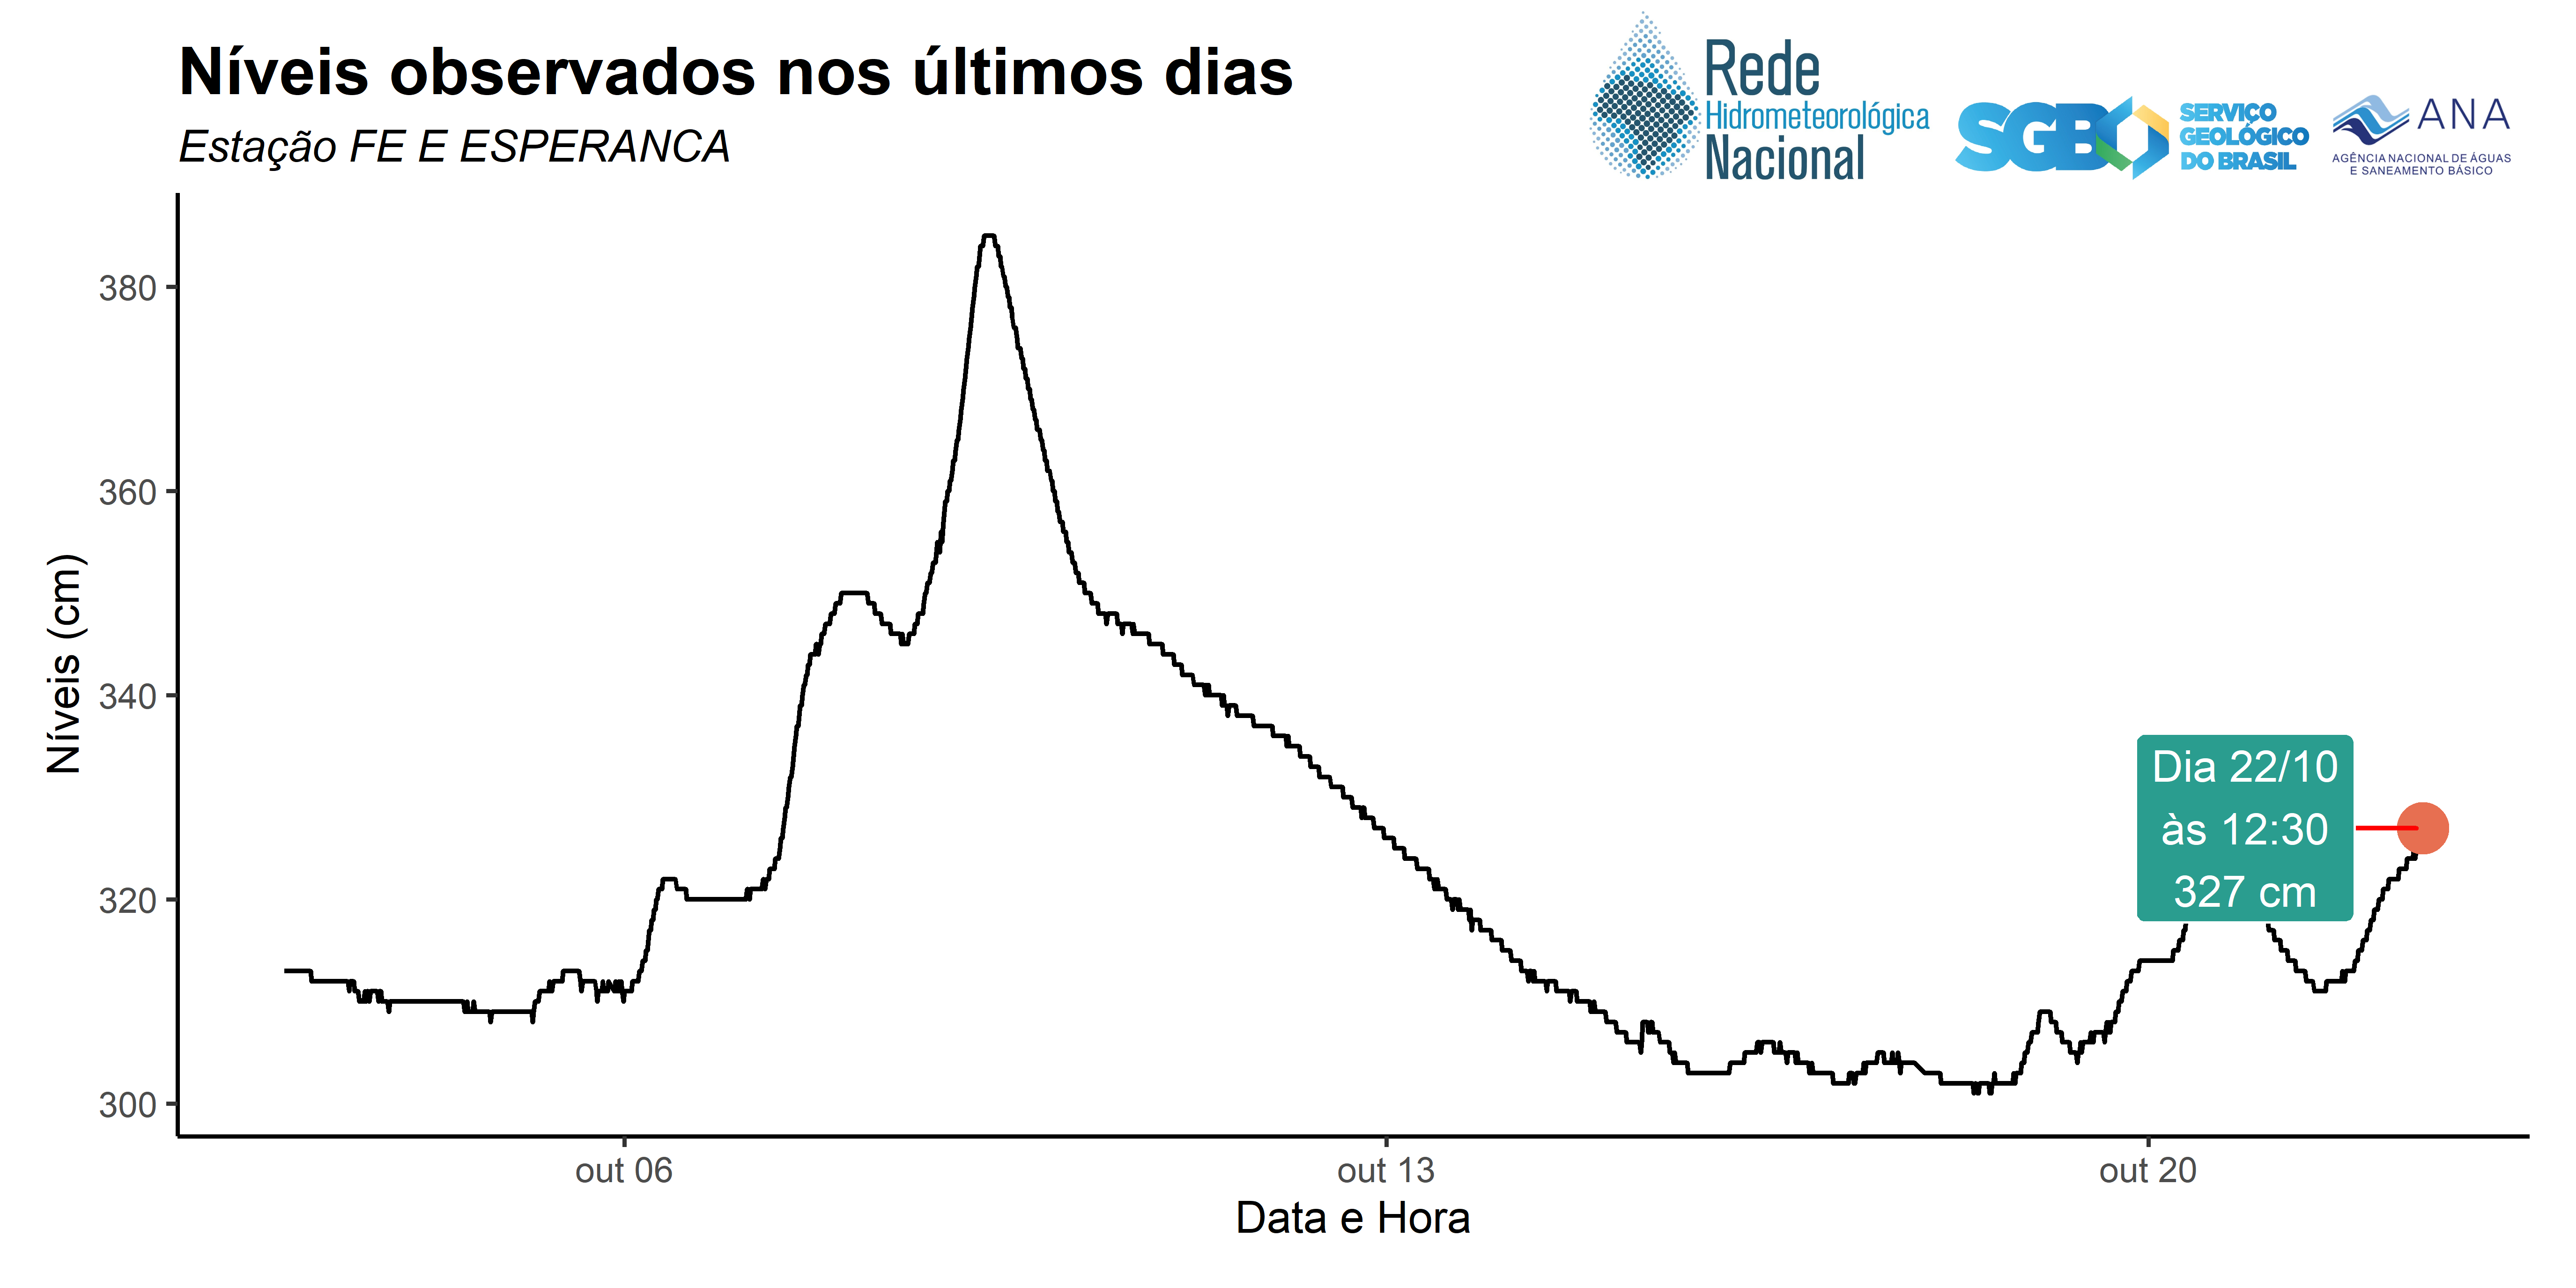 Níveis observados nos últimos dias
Estação FE E ESPERANCA
Rede
Hidrometeorológica
Nacional
SGB
SERVIÇO
GEOLÓGICO
DO BRASIL
ANA
AGÊNCIA NACIONAL DE ÁGUAS
E SANEAMENTO BÁSICO
Níveis (cm)
380
360
340
320
300
Dia 22/10
às 12:30
327 cm
out 06
out 13
out 20
Data e Hora